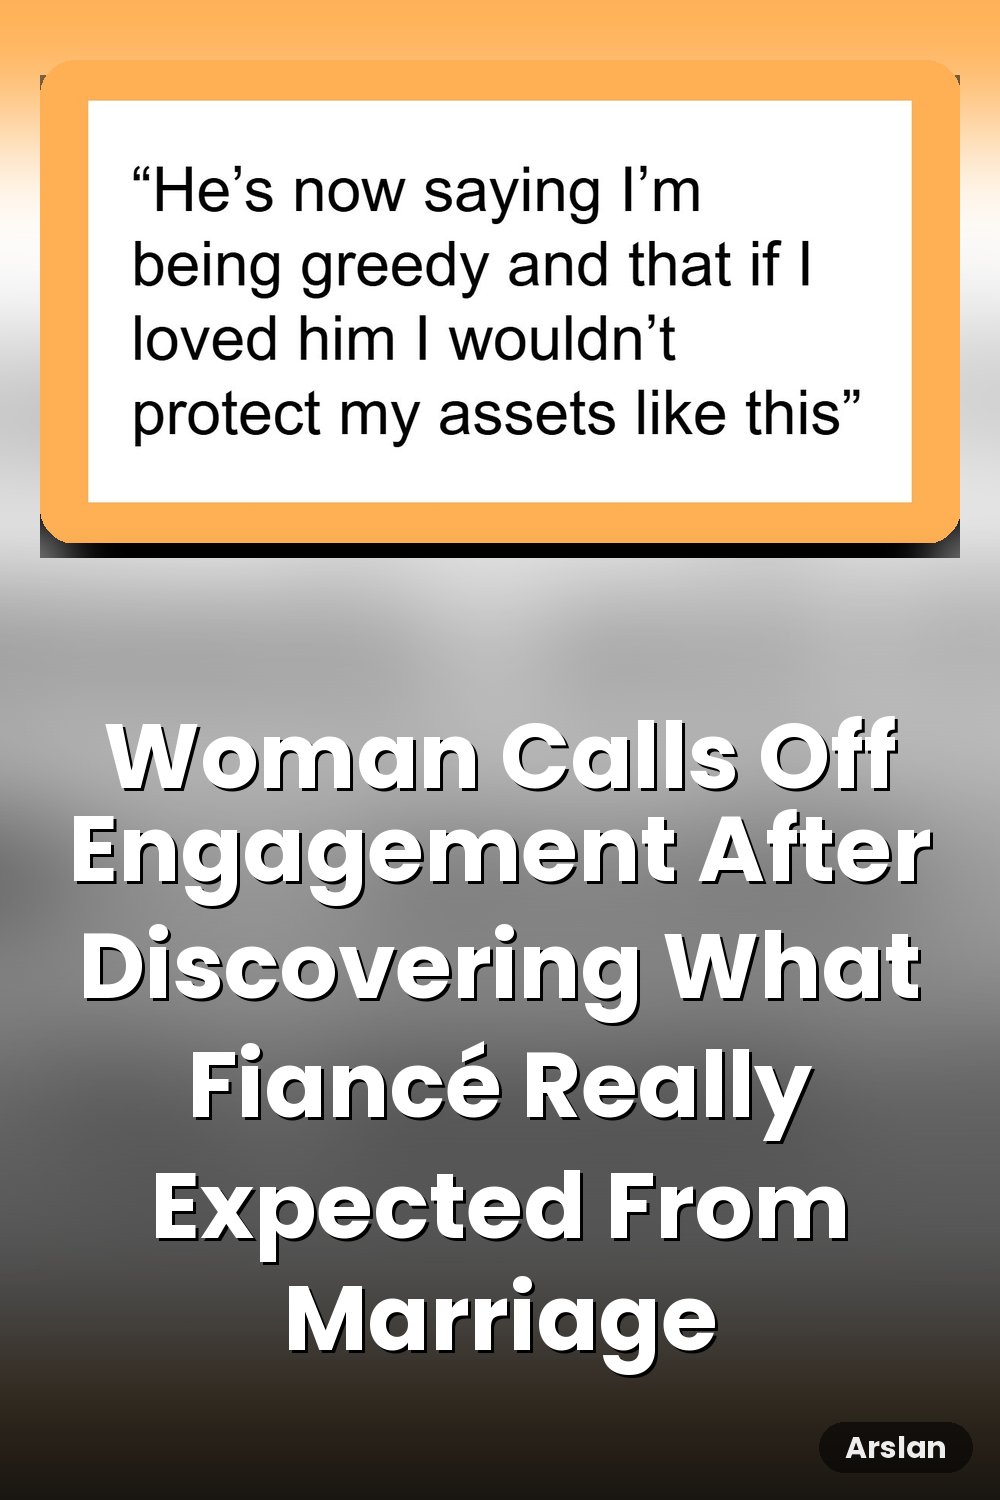 “He’s now saying I’m
being greedy and that if I
loved him I wouldn’t
protect my assets like this”
Woman Calls Off
Engagement After
Discovering What
Fiancé Really
Expected From
Marriage
Arslan